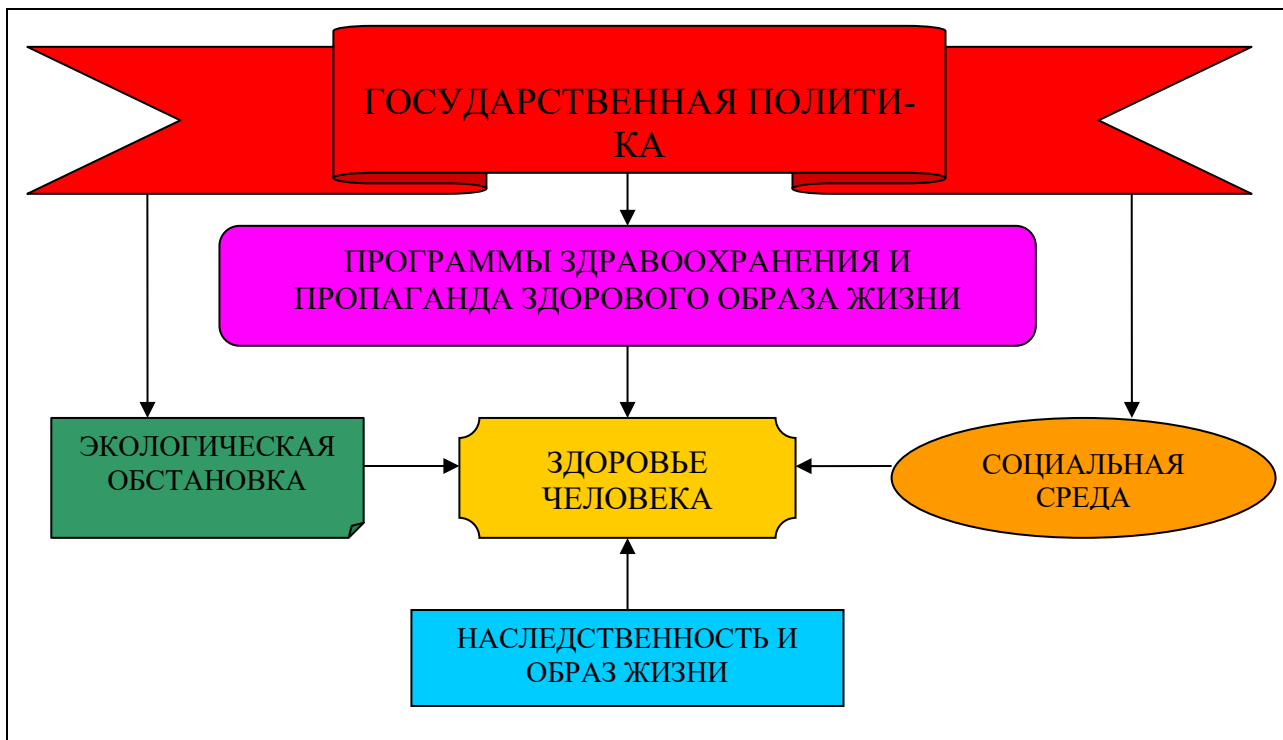 ГОСУДАРСТВЕННАЯ ПОЛИТИ-
КА
ПРОГРАММЫ ЗДРАВООХРАНЕНИЯ И
ПРОПАГАНДА ЗДОРОВОГО ОБРАЗА ЖИЗНИ
ЭКОЛОГИЧЕСКАЯ
ОБСТАНОВКА
ЗДОРОВЬЕ
ЧЕЛОВЕКА
СОЦИАЛЬНАЯ
СРЕДА
НАСЛЕДСТВЕННОСТЬ И
ОБРАЗ ЖИЗНИ